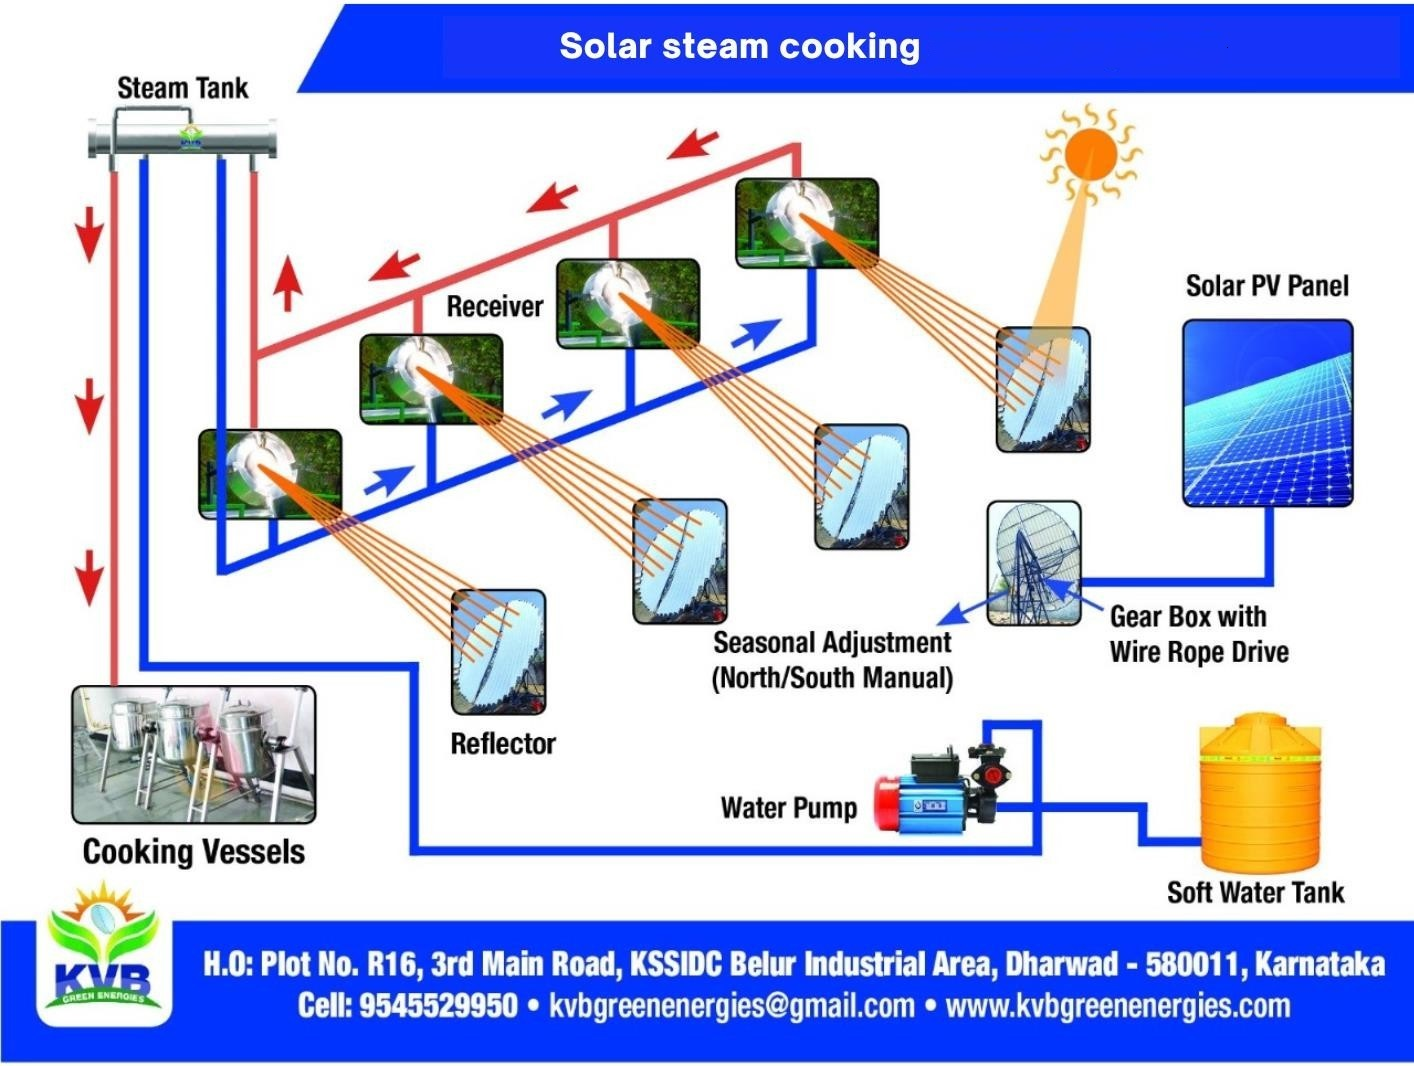 Solar steam cooking
Steam Tank
KVB
Receiver
Solar PV Panel
Gear Box with
Wire Rope Drive
Seasonal Adjustment
(North/South Manual)
Reflector
Water Pump
Cooking Vessels
Soft Water Tank
KVB
GREEN ENERGIES
H.O: Plot No. R16, 3rd Main Road, KSSIDC Belur Industrial Area, Dharwad - 580011, Karnataka
Cell: 9545529950 • kvbgreenenergies@gmail.com • www.kvbgreenenergies.com